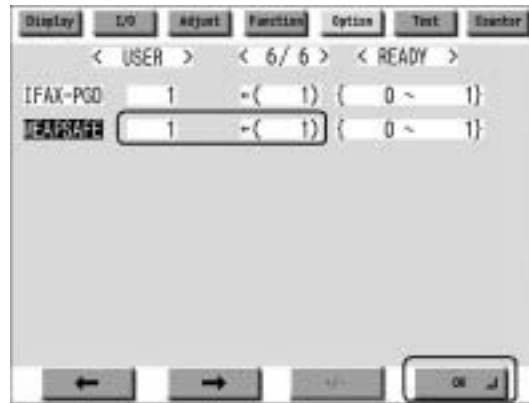 Display I/O Adjust Function Option Test Counter
< USER > < 6/ 6 > < READY >
IFAX-PGD 1 ←( 1) { 0 ~ 1}
MEAPSAFE 1 ←( 1) { 0 ~ 1}
← → +/- OK ↵